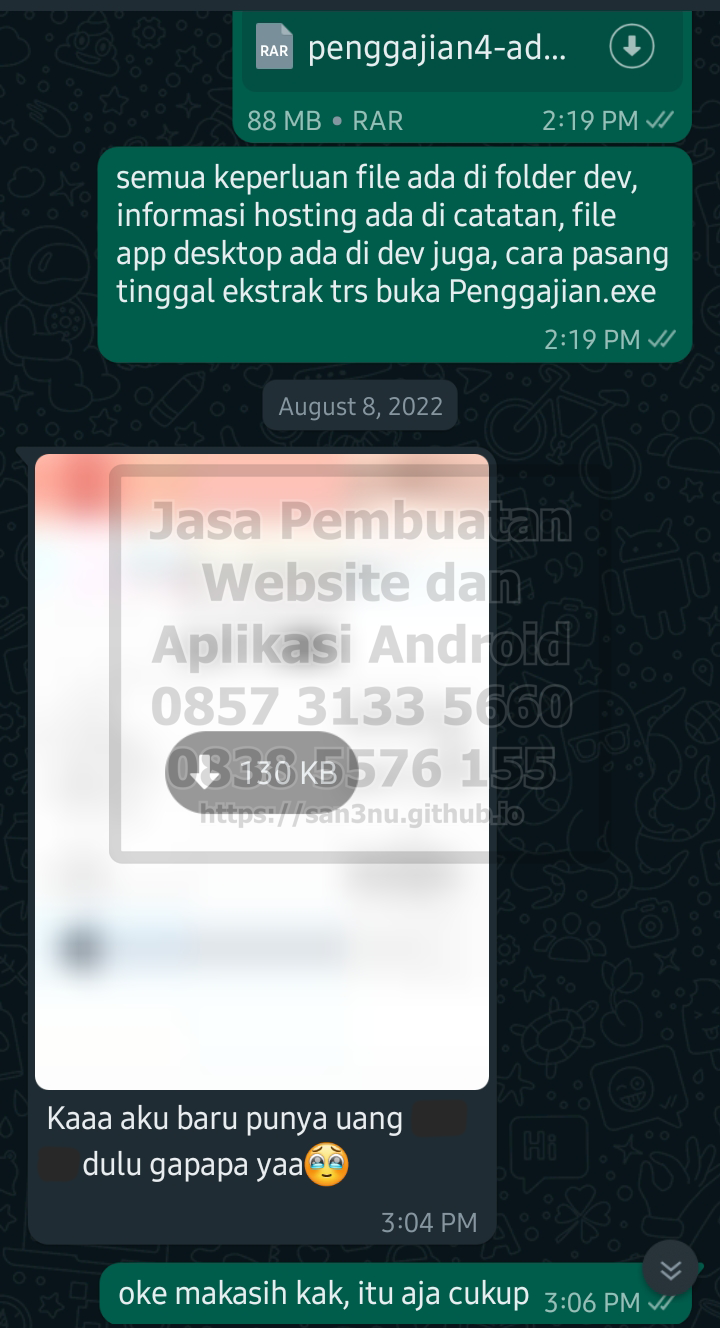 RAR
penggajian4-ad...
88 MB • RAR
2:19 PM
semua keperluan file ada di folder dev,
informasi hosting ada di catatan, file
app desktop ada di dev juga, cara pasang
tinggal ekstrak trs buka Penggajian.exe
2:19 PM
August 8, 2022
Jasa Pembuatan
Website dan
Aplikasi Android
0857 3133 5660
0838 5576 155
130 KB
https://san3nu.github.io
Kaaa aku baru punya uang
dulu gapapa yaa🥹
3:04 PM
Hi
oke makasih kak, itu aja cukup
3:06 PM